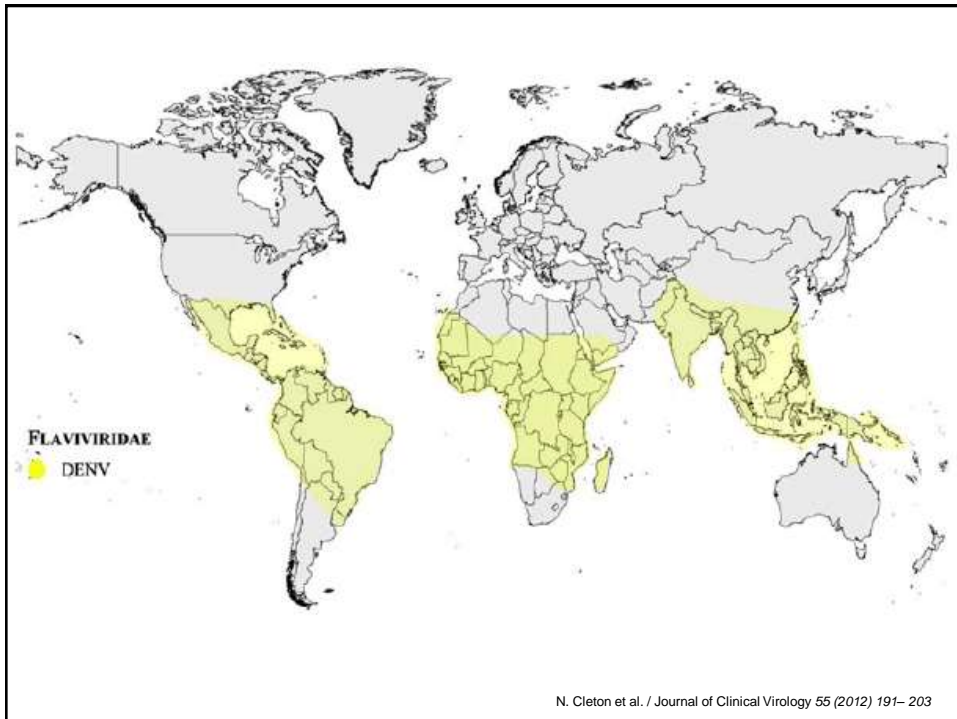 FLAVIVIRIDAE
DENV
N. Cleton et al. / Journal of Clinical Virology 55 (2012) 191– 203